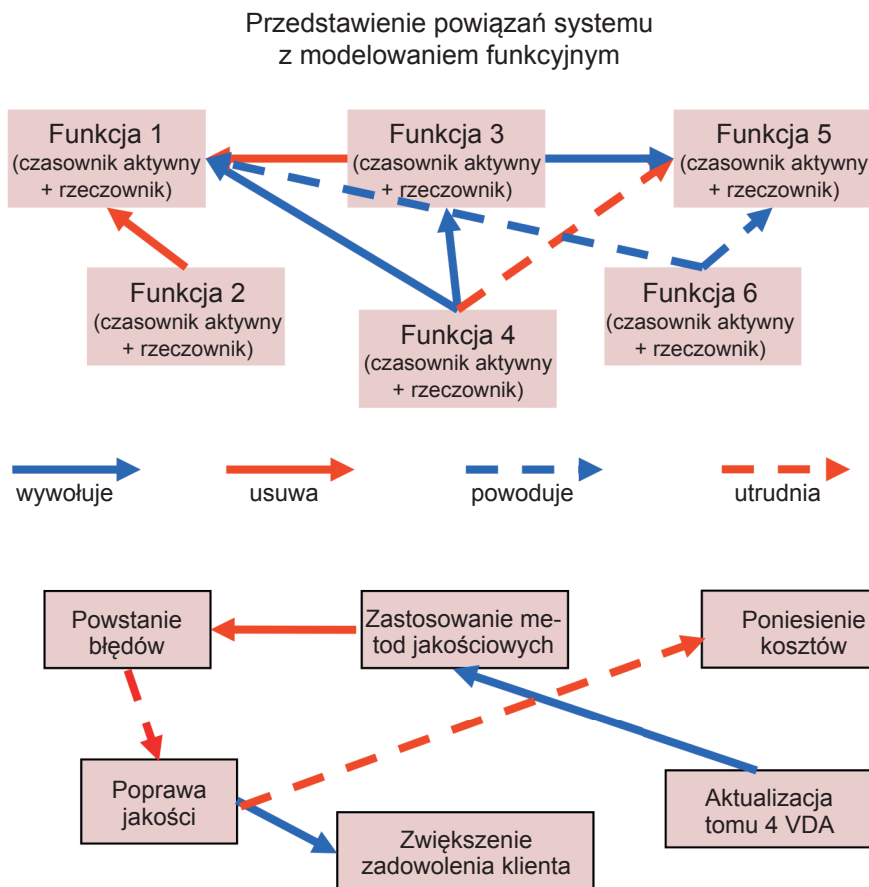 Przedstawienie powiązań systemu
z modelowaniem funkcyjnym
Funkcja 1
(czasownik aktywny
+ rzeczownik)
Funkcja 3
(czasownik aktywny
+ rzeczownik)
Funkcja 5
(czasownik aktywny
+ rzeczownik)
Funkcja 2
(czasownik aktywny
+ rzeczownik)
Funkcja 4
(czasownik aktywny
+ rzeczownik)
Funkcja 6
(czasownik aktywny
+ rzeczownik)
wywołuje
usuwa
powoduje
utrudnia
Powstanie
błędów
Zastosowanie me-
tod jakościowych
Poniesienie
kosztów
Poprawa
jakości
Zwiększenie
zadowolenia klienta
Aktualizacja
tomu 4 VDA